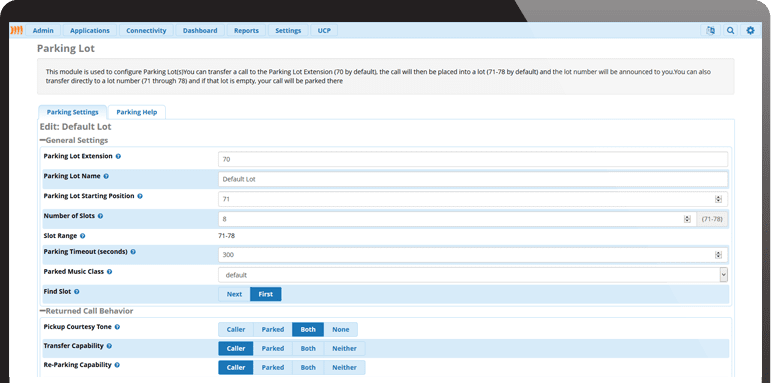 Admin Applications Connectivity Dashboard Reports Settings UCP
Parking Lot
This module is used to configure Parking Lot(s)You can transfer a call to the Parking Lot Extension (70 by default), the call will then be placed into a lot (71-78 by default) and the lot number will be announced to you.You can also
transfer directly to a lot number (71 through 78) and if that lot is empty, your call will be parked there
Parking Settings Parking Help
Edit: Default Lot
General Settings
Parking Lot Extension 70
Parking Lot Name Default Lot
Parking Lot Starting Position 71
Number of Slots 8 (71-78)
Slot Range 71-78
Parking Timeout (seconds) 300
Parked Music Class default
Find Slot Next First
Returned Call Behavior
Pickup Courtesy Tone Caller Parked Both None
Transfer Capability Caller Parked Both Neither
Re-Parking Capability Caller Parked Both Neither